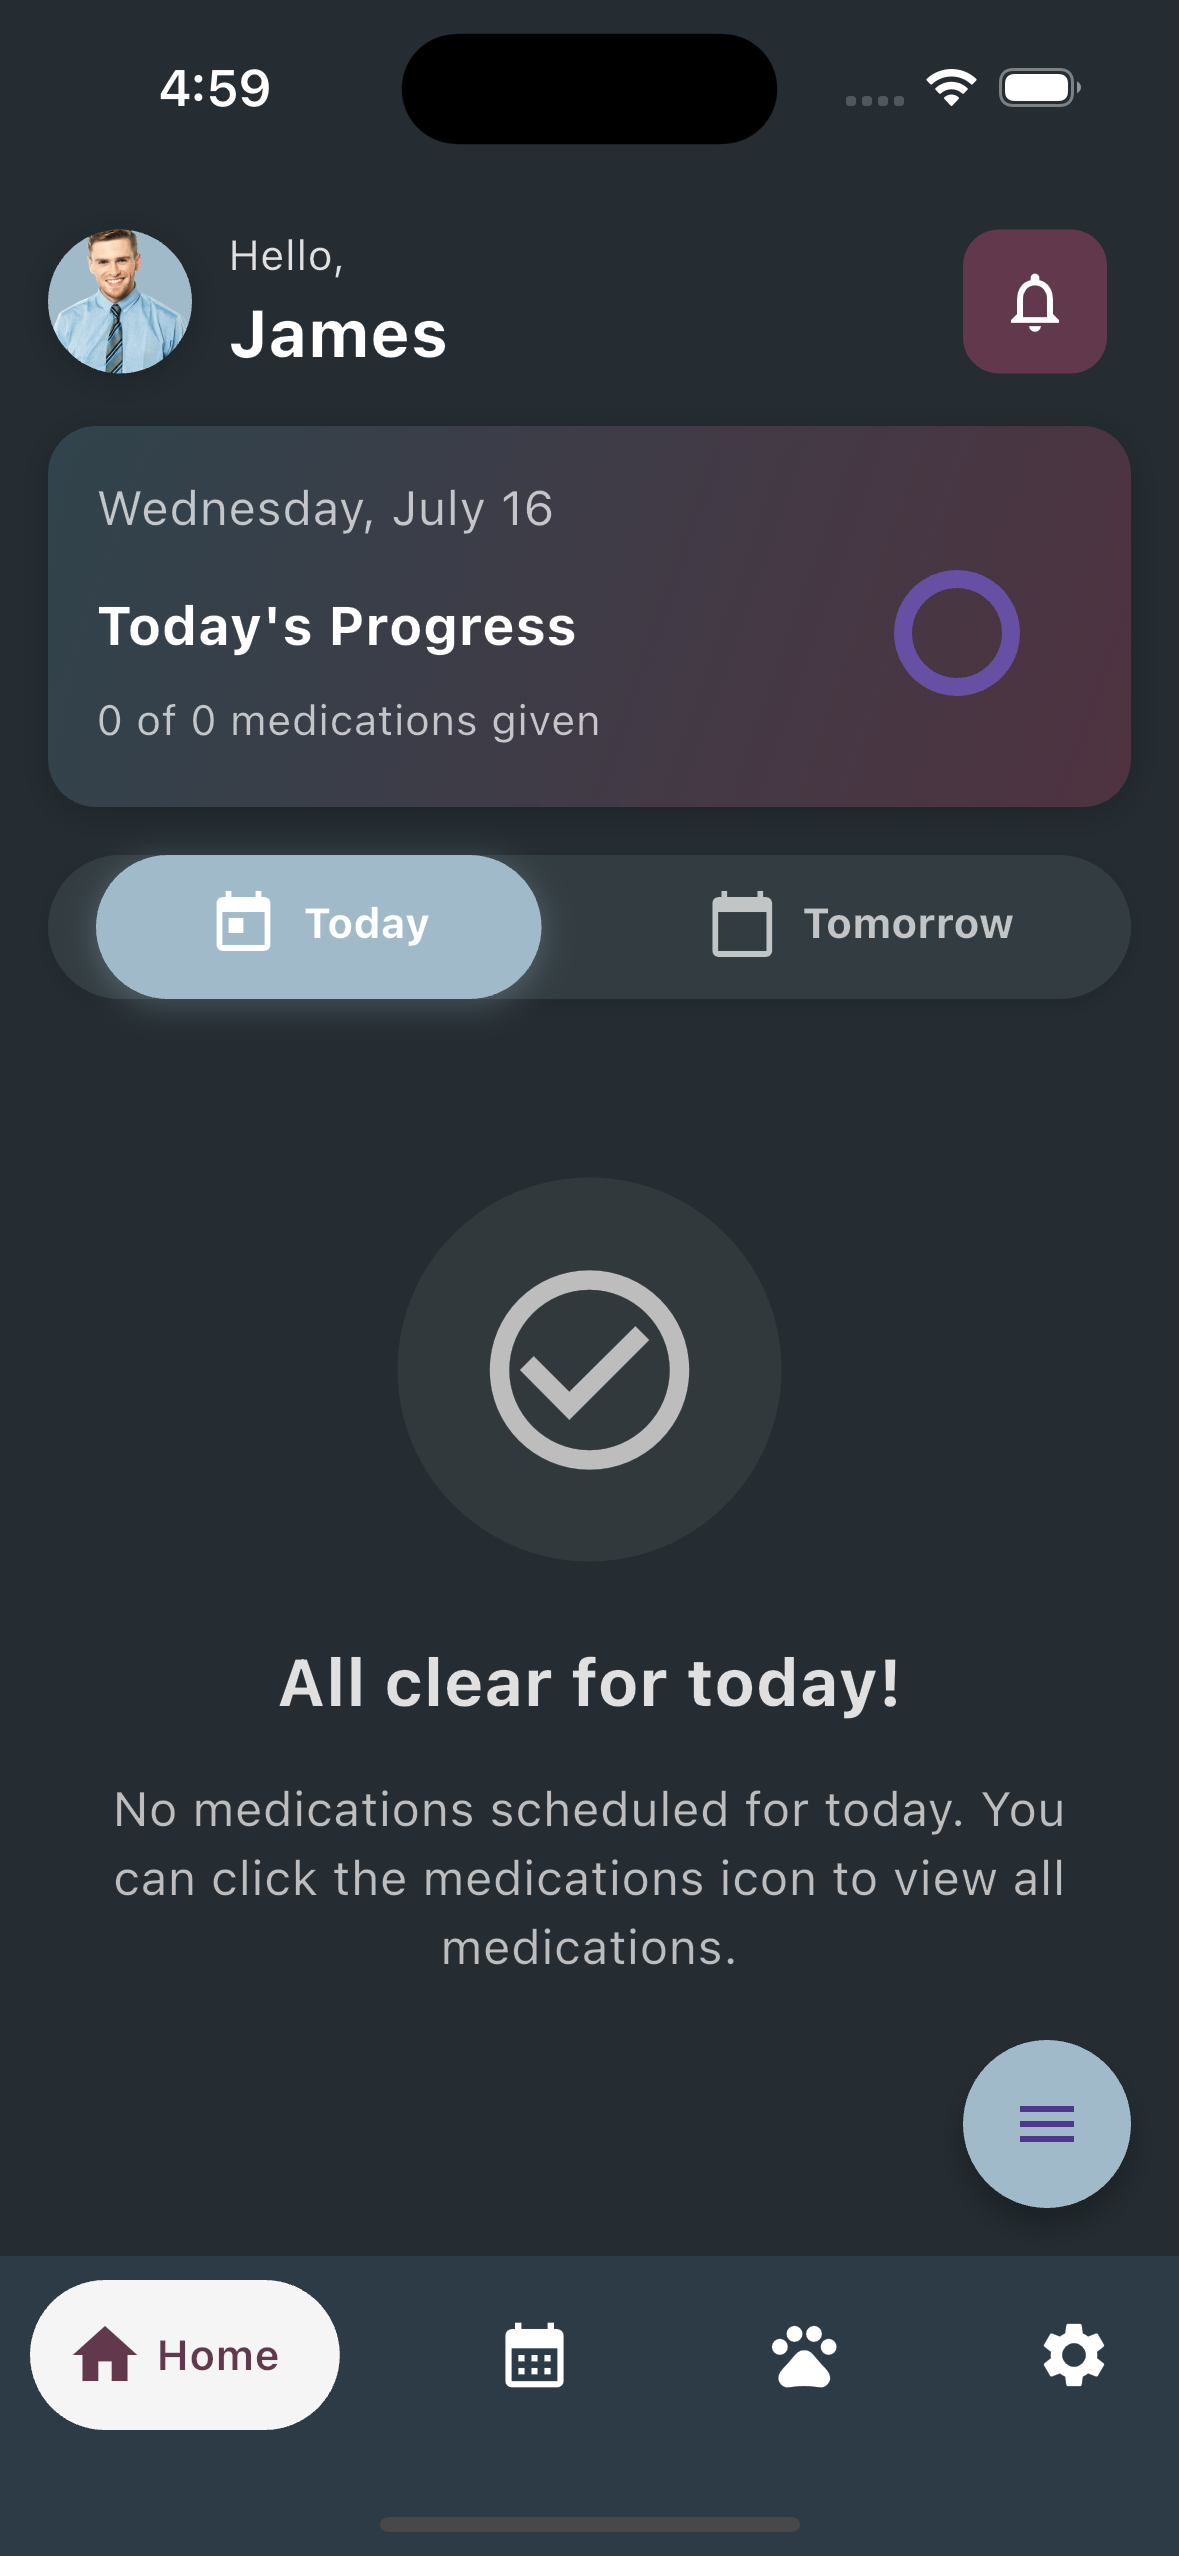 4:59
Hello,
James
Wednesday, July 16
Today's Progress
0 of 0 medications given
Today
Tomorrow
All clear for today!
No medications scheduled for today. You
can click the medications icon to view all
medications.
Home